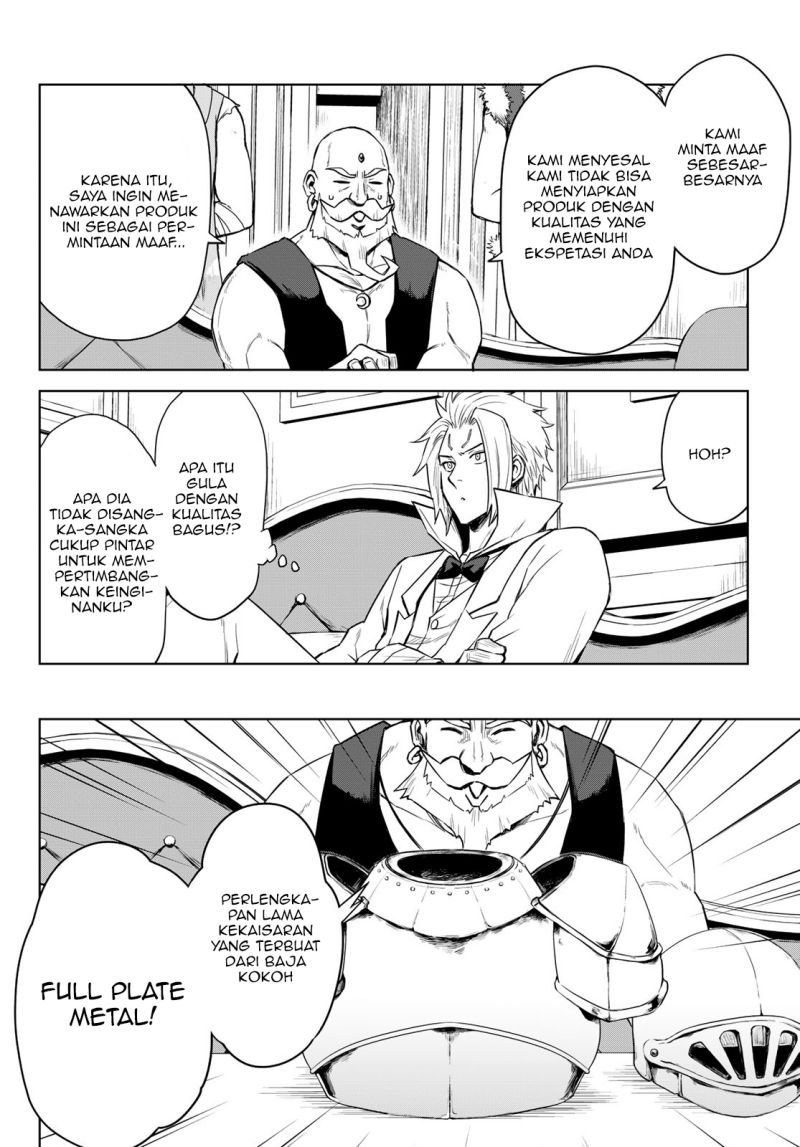 KAMI
MINTA MAAF
SEBESAR-
BESARNYA
KAMI MENYESAL
KAMI TIDAK BISA
MENYIAPKAN
PRODUK DENGAN
KUALITAS YANG
MEMENUHI
EKSPETASI ANDA
KARENA ITU,
SAYA INGIN ME-
NAWARKAN PRODUK
INI SEBAGAI PER-
MINTAAN MAAF...
HOH?
APA ITU
GULA
DENGAN
KUALITAS
BAGUS!?
APA DIA
TIDAK DISANG-
KA-SANGKA
CUKUP PINTAR
UNTUK MEM-
PERTIMBANG-
KAN KEINGI-
NANKU?
PERLENGKA-
PAN LAMA
KEKAISARAN
YANG TERBUAT
DARI BAJA
KOKOH
FULL PLATE
METAL!